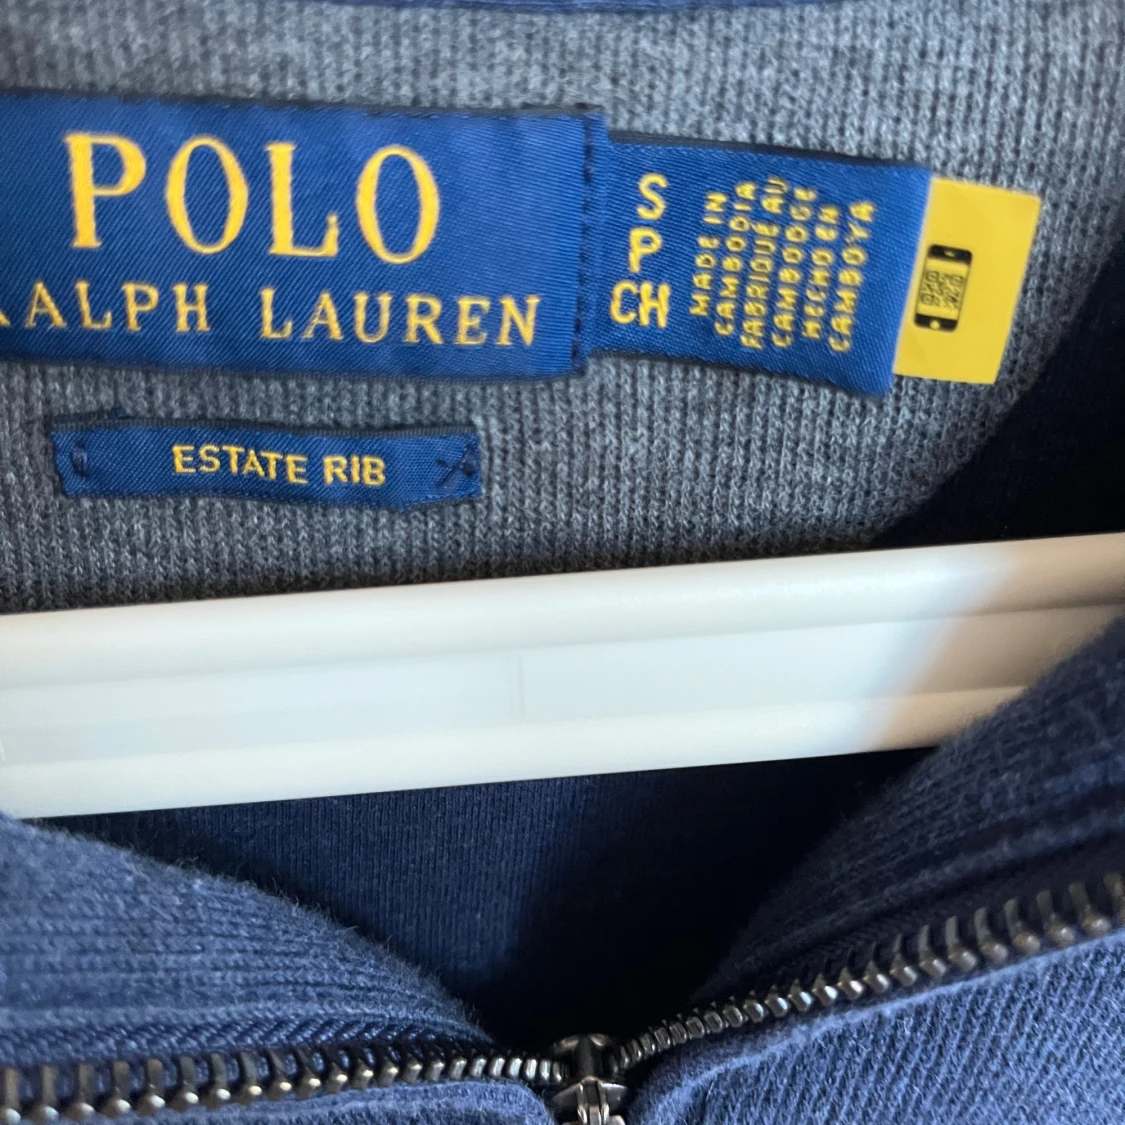 POLO
RALPH LAUREN
S
P
CH
MADE IN
CAMBODIA
FABRIQUÉ AU
CAMBODGE
HECHO EN
CAMBOYA
ESTATE RIB